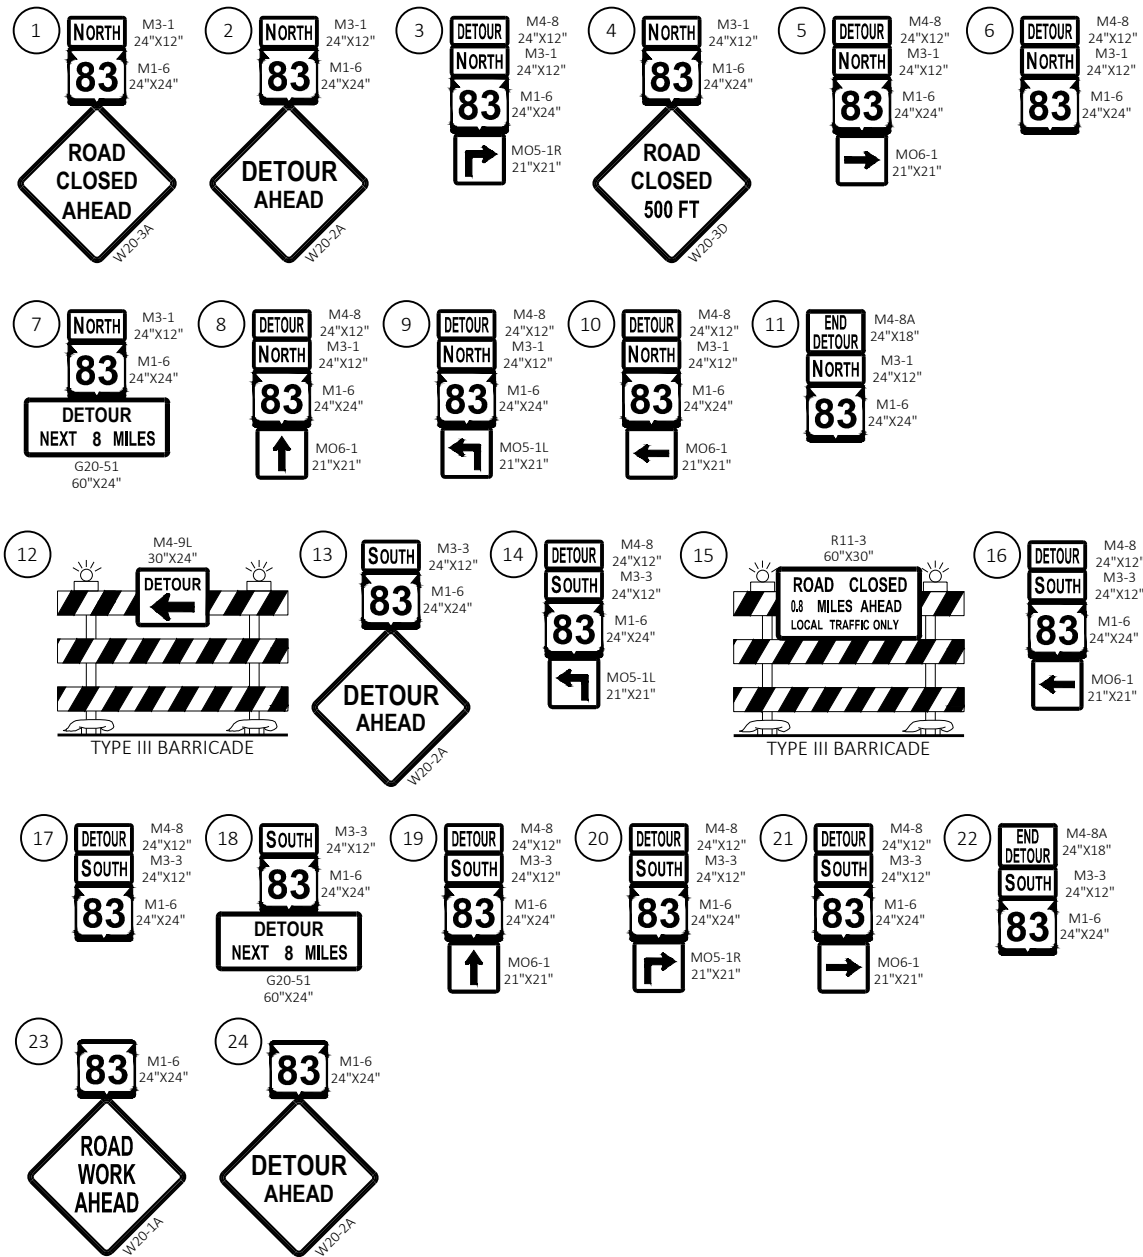 1
NORTH
M3-1
24"X12"
83
M1-6
24"X24"
ROAD
CLOSED
AHEAD
W20-3A
2
NORTH
M3-1
24"X12"
83
M1-6
24"X24"
DETOUR
AHEAD
W20-2A
3
DETOUR
M4-8
24"X12"
NORTH
M3-1
24"X12"
83
M1-6
24"X24"
MO5-1R
21"X21"
4
NORTH
M3-1
24"X12"
83
M1-6
24"X24"
ROAD
CLOSED
500 FT
W20-3D
5
DETOUR
M4-8
24"X12"
NORTH
M3-1
24"X12"
83
M1-6
24"X24"
MO6-1
21"X21"
6
DETOUR
M4-8
24"X12"
NORTH
M3-1
24"X12"
83
M1-6
24"X24"
7
NORTH
M3-1
24"X12"
83
M1-6
24"X24"
DETOUR
NEXT 8 MILES
G20-51
60"X24"
8
DETOUR
M4-8
24"X12"
NORTH
M3-1
24"X12"
83
M1-6
24"X24"
MO6-1
21"X21"
9
DETOUR
M4-8
24"X12"
NORTH
M3-1
24"X12"
83
M1-6
24"X24"
MO5-1L
21"X21"
10
DETOUR
M4-8
24"X12"
NORTH
M3-1
24"X12"
83
M1-6
24"X24"
MO6-1
21"X21"
11
END
DETOUR
M4-8A
24"X18"
NORTH
M3-1
24"X12"
83
M1-6
24"X24"
12
M4-9L
30"X24"
DETOUR
TYPE III BARRICADE
13
SOUTH
M3-3
24"X12"
83
M1-6
24"X24"
DETOUR
AHEAD
W20-2A
14
DETOUR
M4-8
24"X12"
SOUTH
M3-3
24"X12"
83
M1-6
24"X24"
MO5-1L
21"X21"
15
R11-3
60"X30"
ROAD CLOSED
0.8 MILES AHEAD
LOCAL TRAFFIC ONLY
TYPE III BARRICADE
16
DETOUR
M4-8
24"X12"
SOUTH
M3-3
24"X12"
83
M1-6
24"X24"
MO6-1
21"X21"
17
DETOUR
M4-8
24"X12"
SOUTH
M3-3
24"X12"
83
M1-6
24"X24"
18
SOUTH
M3-3
24"X12"
83
M1-6
24"X24"
DETOUR
NEXT 8 MILES
G20-51
60"X24"
19
DETOUR
M4-8
24"X12"
SOUTH
M3-3
24"X12"
83
M1-6
24"X24"
MO6-1
21"X21"
20
DETOUR
M4-8
24"X12"
SOUTH
M3-3
24"X12"
83
M1-6
24"X24"
MO5-1R
21"X21"
21
DETOUR
M4-8
24"X12"
SOUTH
M3-3
24"X12"
83
M1-6
24"X24"
MO6-1
21"X21"
22
END
DETOUR
M4-8A
24"X18"
SOUTH
M3-3
24"X12"
83
M1-6
24"X24"
23
83
M1-6
24"X24"
ROAD
WORK
AHEAD
W20-1A
24
83
M1-6
24"X24"
DETOUR
AHEAD
W20-2A